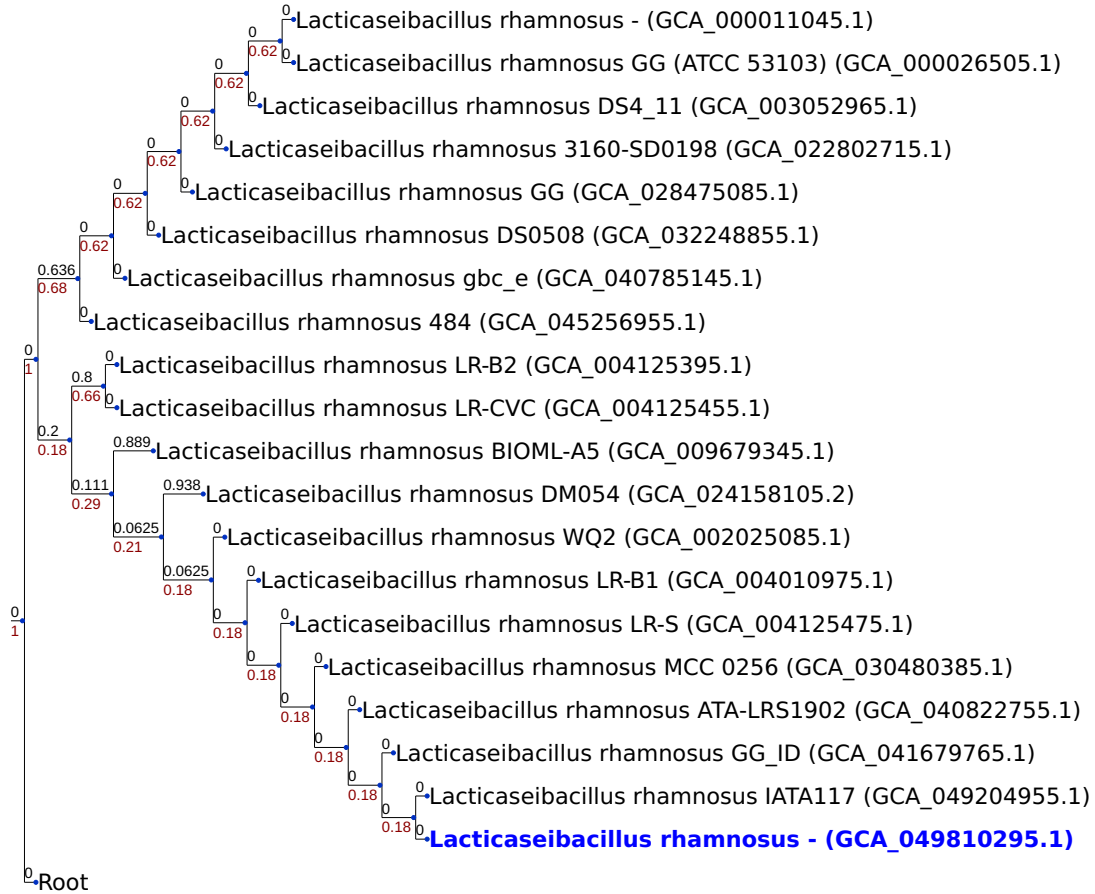 0
Lacticaseibacillus rhamnosus - (GCA_000011045.1)
0
0.62
0
Lacticaseibacillus rhamnosus GG (ATCC 53103) (GCA_000026505.1)
0
0.62
0
Lacticaseibacillus rhamnosus DS4_11 (GCA_003052965.1)
0
0.62
0
Lacticaseibacillus rhamnosus 3160-SD0198 (GCA_022802715.1)
0
0.62
0
Lacticaseibacillus rhamnosus GG (GCA_028475085.1)
0
0.62
0
Lacticaseibacillus rhamnosus DS0508 (GCA_032248855.1)
0
0.62
0
Lacticaseibacillus rhamnosus gbc_e (GCA_040785145.1)
0.636
0.68
0
Lacticaseibacillus rhamnosus 484 (GCA_045256955.1)
0
1
0
Lacticaseibacillus rhamnosus LR-B2 (GCA_004125395.1)
0.8
0.66
0
Lacticaseibacillus rhamnosus LR-CVC (GCA_004125455.1)
0.2
0.18
0.889
Lacticaseibacillus rhamnosus BIOML-A5 (GCA_009679345.1)
0.111
0.29
0.938
Lacticaseibacillus rhamnosus DM054 (GCA_024158105.2)
0.0625
0.21
0
Lacticaseibacillus rhamnosus WQ2 (GCA_002025085.1)
0.0625
0.18
0
Lacticaseibacillus rhamnosus LR-B1 (GCA_004010975.1)
0
0.18
0
Lacticaseibacillus rhamnosus LR-S (GCA_004125475.1)
0
1
0
0.18
0
Lacticaseibacillus rhamnosus MCC 0256 (GCA_030480385.1)
0
0.18
0
Lacticaseibacillus rhamnosus ATA-LRS1902 (GCA_040822755.1)
0
0.18
0
Lacticaseibacillus rhamnosus GG_ID (GCA_041679765.1)
0
0.18
0
Lacticaseibacillus rhamnosus IATA117 (GCA_049204955.1)
0
0.18
0
Lacticaseibacillus rhamnosus - (GCA_049810295.1)
0
Root